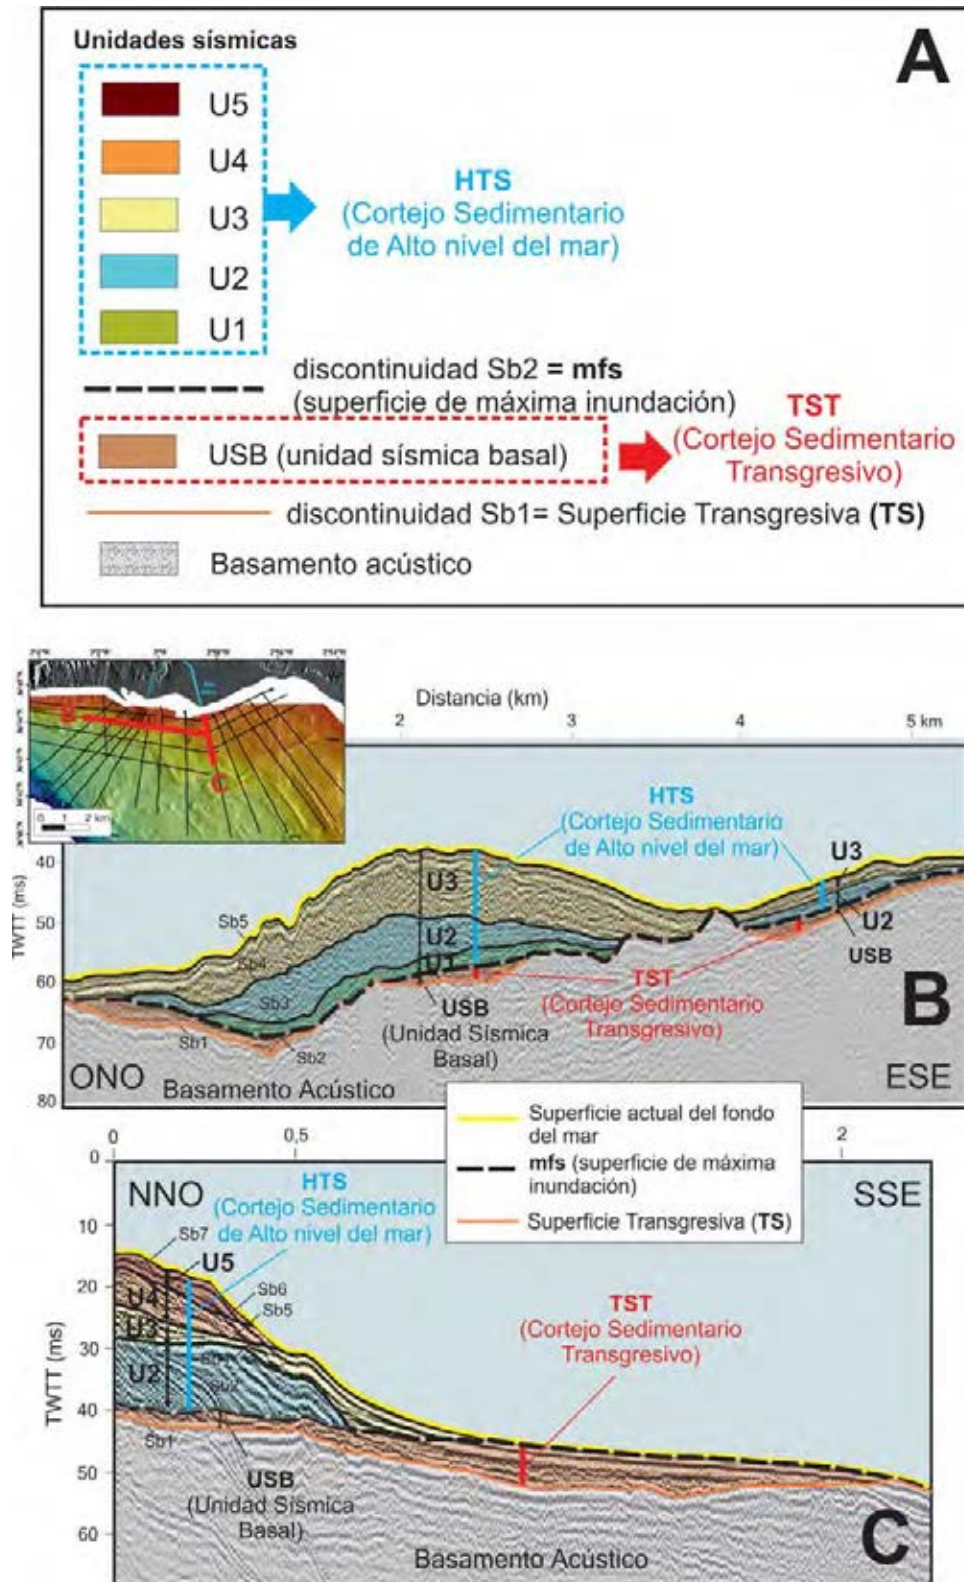 A
Unidades sísmicas
U5
U4
U3
U2
U1
HTS
(Cortejo Sedimentario
de Alto nivel del mar)
discontinuidad Sb2 = mfs
(superficie de máxima inundación)
USB (unidad sísmica basal)
TST
(Cortejo Sedimentario
Transgresivo)
discontinuidad Sb1= Superficie Transgresiva (TS)
Basamento acústico
B
C
0 1 2 km
Distancia (km)
2 3 4 5 km
TWTT (ms)
40
50
60
70
80
HTS
(Cortejo Sedimentario
de Alto nivel del mar)
U3
U2
USB
U3
U2
U1
Sb5
Sb4
Sb3
Sb1
Sb2
USB
(Unidad Sísmica
Basal)
TST
(Cortejo Sedimentario
Transgresivo)
B
ONO
ESE
Basamento Acústico
Superficie actual del fondo
del mar
mfs (superficie de máxima
inundación)
Superficie Transgresiva (TS)
0 0,5 2
TWTT (ms)
0
10
20
30
40
50
60
NNO
SSE
HTS
(Cortejo Sedimentario
de Alto nivel del mar)
Sb7
U5
U4
Sb6
Sb5
U3
U2
Sb1
USB
(Unidad Sísmica
Basal)
TST
(Cortejo Sedimentario
Transgresivo)
Basamento Acústico
C